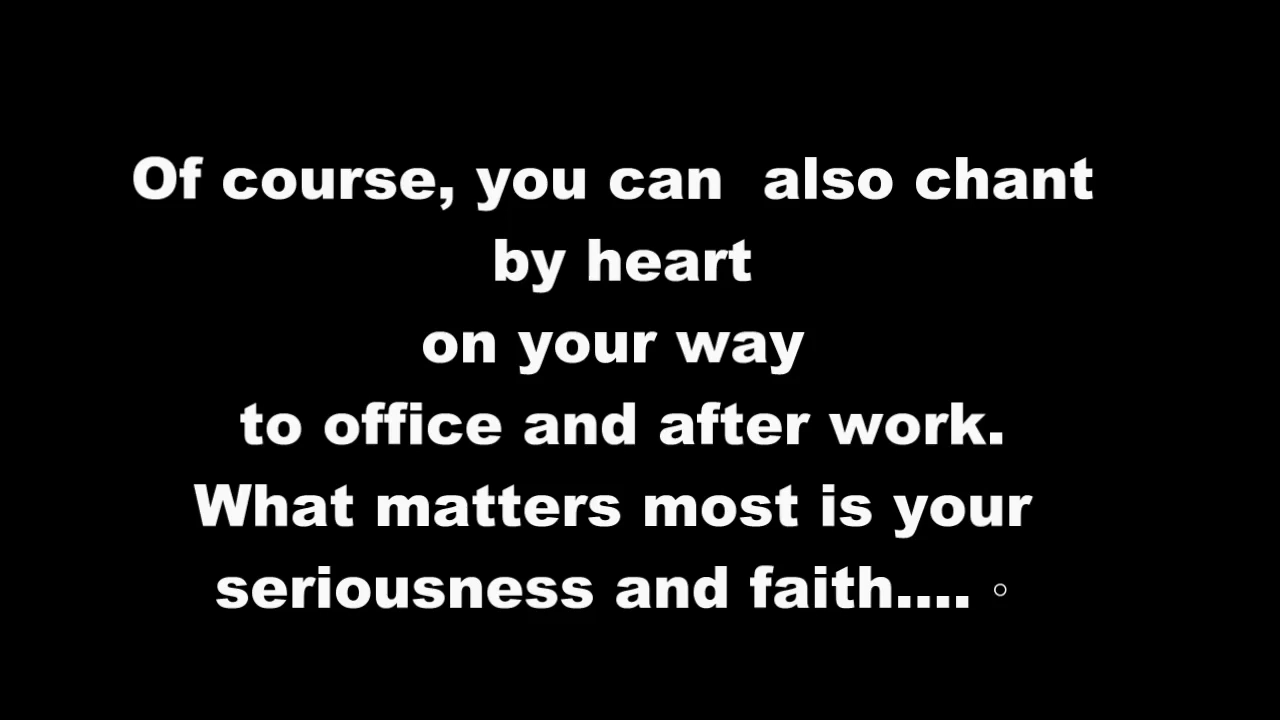 Of course, you can  also chant
by heart
on your way
to office and after work.
What matters most is your
seriousness and faith.... 。